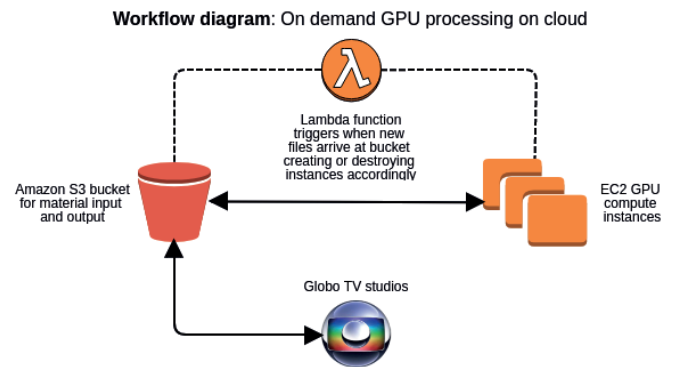 Workflow diagram: On demand GPU processing on cloud
Lambda function
triggers when new
files arrive at bucket
creating or destroying
instances accordingly
Amazon S3 bucket
for material input
and output
EC2 GPU
compute
instances
Globo TV studios